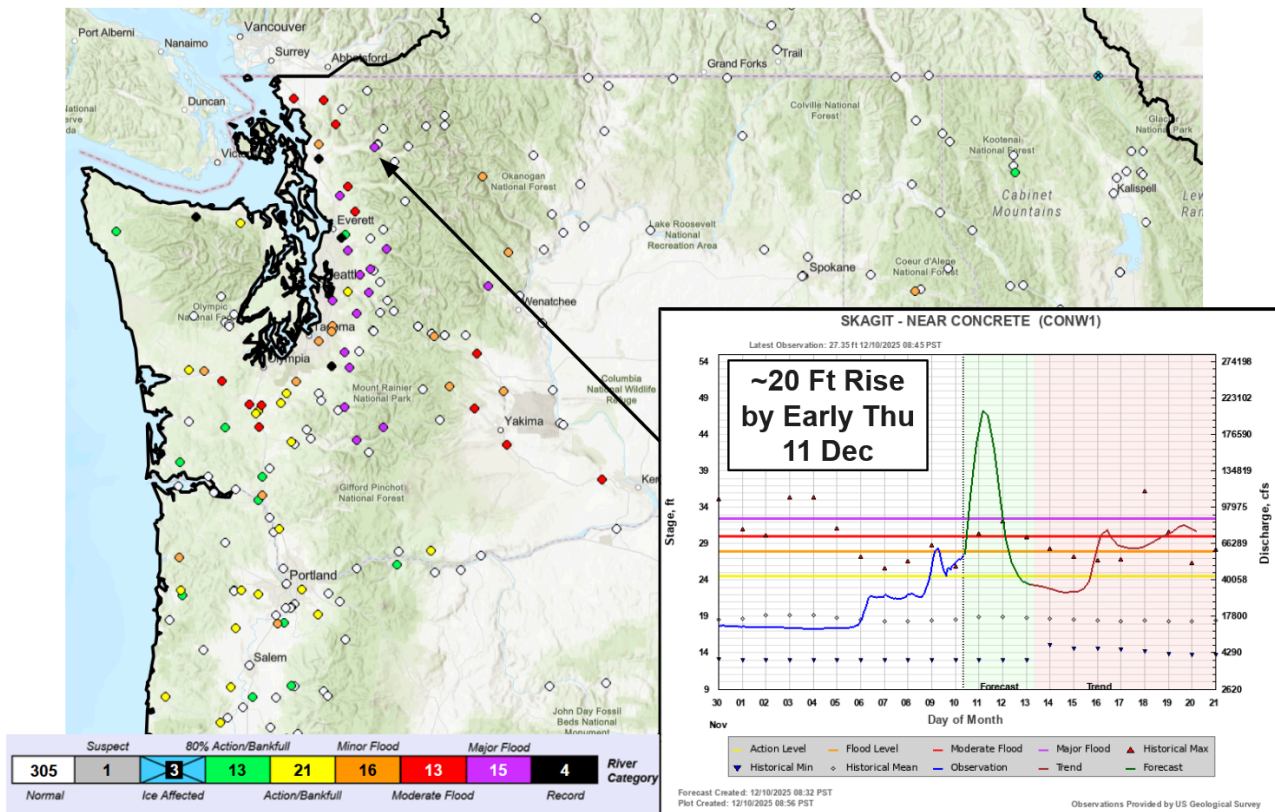 Port Alberni
Nanaimo
Vancouver
Surrey
Abbotsford
Grand Forks
Trail
Duncan
National
erve
da
Colville National
Forest
Glacier
National Park
Kootenai
National Forest
Okanogan
National Forest
Cabinet
Mountains
Kalispell
Everett
Lake Roosevelt
National
Recreation Area
Spokane
Coeur d'Alene
National Forest
Wenatchee
Olympic
National
Tacoma
Olympia
Mount Rainier
National Park
Columbia
National Wildlife
Refuge
Yakima
Gifford Pinchot
National Forest
Portland
Salem
John Day Fossil
Beds National
Monument
SKAGIT - NEAR CONCRETE (CONW1)
Latest Observation: 27.35 ft 12/10/2025 08:45 PST
~20 Ft Rise
by Early Thu
11 Dec
Stage, ft
54
49
44
39
34
29
24
19
14
9
Discharge, cfs
274198
223102
176590
134819
97975
66289
40058
17800
4290
2620
Forecast
Trend
30 01 02 03 04 05 06 07 08 09 10 11 12 13 14 15 16 17 18 19 20 21
Nov
Day of Month
Action Level Flood Level Moderate Flood Major Flood Historical Max
Historical Min Historical Mean Observation Trend Forecast
Forecast Created: 12/10/2025 08:32 PST
Plot Created: 12/10/2025 08:56 PST
Observations Provided by US Geological Survey
Suspect 80% Action/Bankfull Minor Flood Major Flood
305 1 3 13 21 16 13 15 4
River
Category
Normal Ice Affected Action/Bankfull Moderate Flood Record